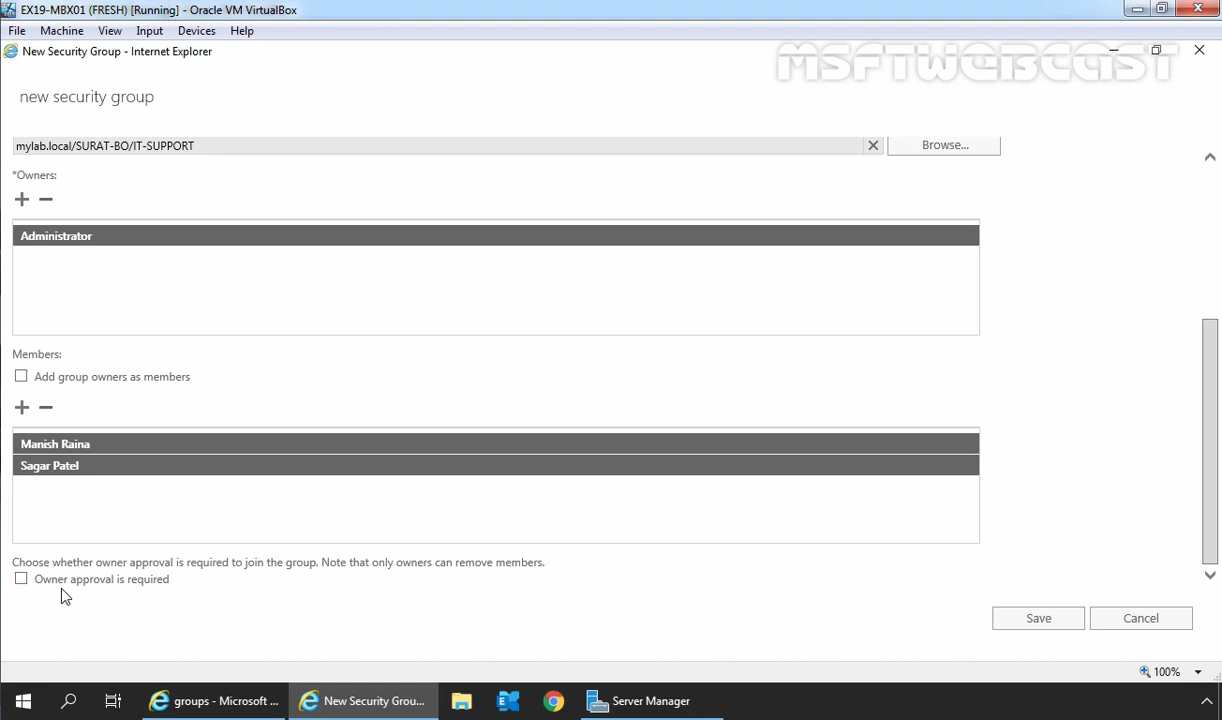 EX19-MBX01 (FRESH) [Running] - Oracle VM VirtualBox
File Machine View Input Devices Help
New Security Group - Internet Explorer
MSFTWEBCAST
new security group
mylab.local/SURAT-BO/IT-SUPPORT
Browse...
*Owners:
Administrator
Members:
Add group owners as members
Manish Raina
Sagar Patel
Choose whether owner approval is required to join the group. Note that only owners can remove members.
Owner approval is required
Save Cancel
100%
groups - Microsoft ... New Security Grou... Server Manager